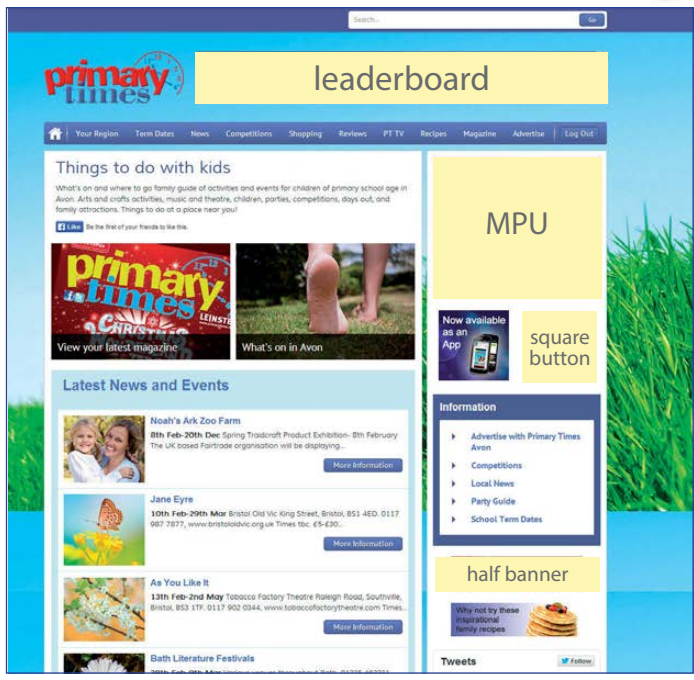 Search...
Go
primary
times
leaderboard
Your Region Term Dates News Competitions Shopping Reviews PT TV Recipes Magazine Advertise Log Out
Things to do with kids
What's on and where to go family guide of activities and events for children of primary school age in
Avon. Arts and crafts activities, music and theatre, children, parties, competitions, days out, and
family attractions. Things to do at a place near you!
Like Be the first of your friends to like this.
primary
times
LEINSTER
CHRISTMAS
View your latest magazine
What's on in Avon
Latest News and Events
Noah's Ark Zoo Farm
8th Feb-20th Dec Spring Traidcraft Product Exhibition- 8th February
The UK based Fairtrade organisation will be displaying...
More Information
Jane Eyre
10th Feb-29th Mar Bristol Old Vic King Street, Bristol, BS1 4ED. 0117
987 7877, www.bristololdvic.org.uk Times tbc. £5-£30...
More Information
As You Like It
13th Feb-2nd May Tobacco Factory Theatre Raleigh Road, Southville,
Bristol, BS3 1TF. 0117 902 0344, www.tobaccofactorytheatre.com Times...
More Information
Bath Literature Festivals
MPU
Now available
as an
App
square
button
Information
Advertise with Primary Times
Avon
Competitions
Local News
Party Guide
School Term Dates
half banner
Why not try these
inspirational
family recipes
Tweets
Follow